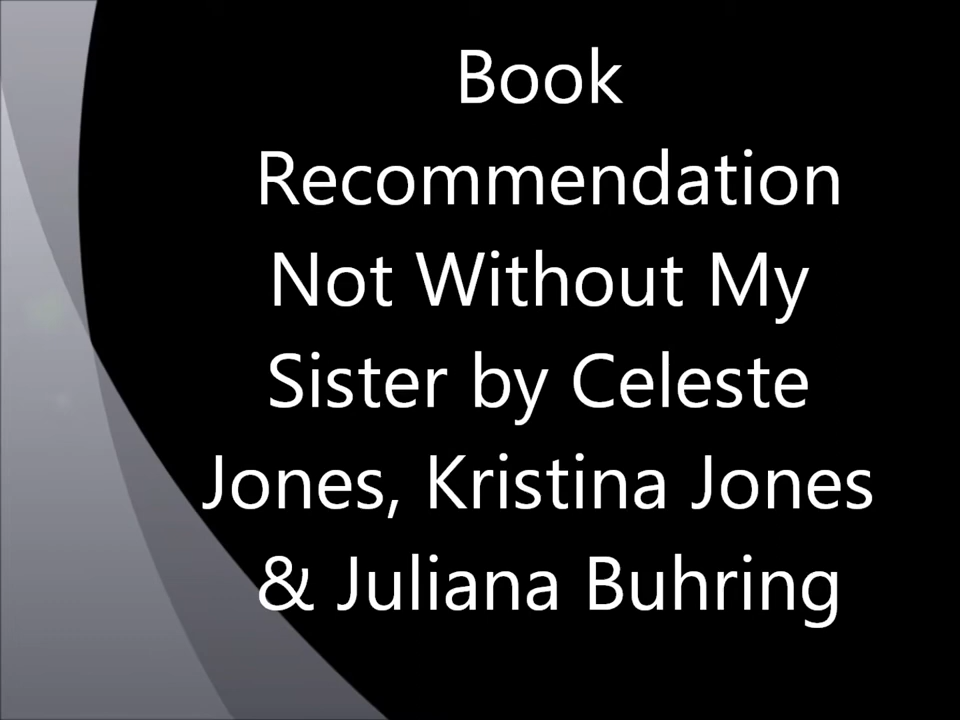 Book
Recommendation
Not Without My
Sister by Celeste
Jones, Kristina Jones
& Juliana Buhring